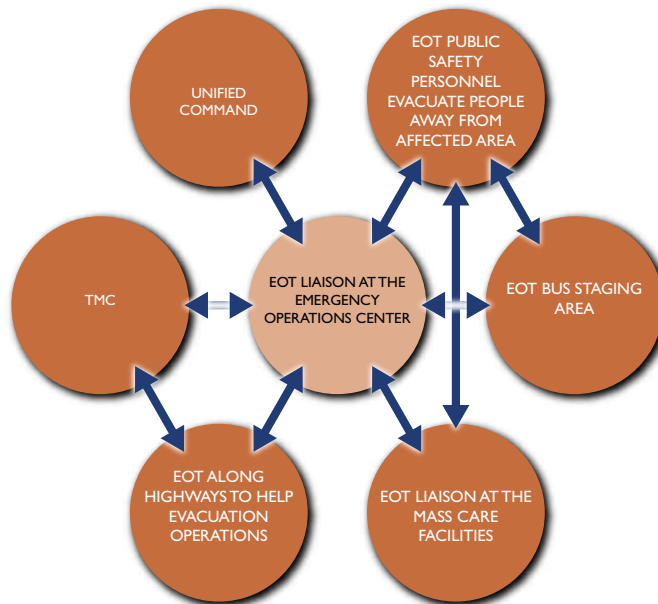 UNIFIED
COMMAND
EOT PUBLIC
SAFETY
PERSONNEL
EVACUATE PEOPLE
AWAY FROM
AFFECTED AREA
TMC
EOT LIAISON AT THE
EMERGENCY
OPERATIONS CENTER
EOT BUS STAGING
AREA
EOT ALONG
HIGHWAYS TO HELP
EVACUATION
OPERATIONS
EOT LIAISON AT THE
MASS CARE
FACILITIES